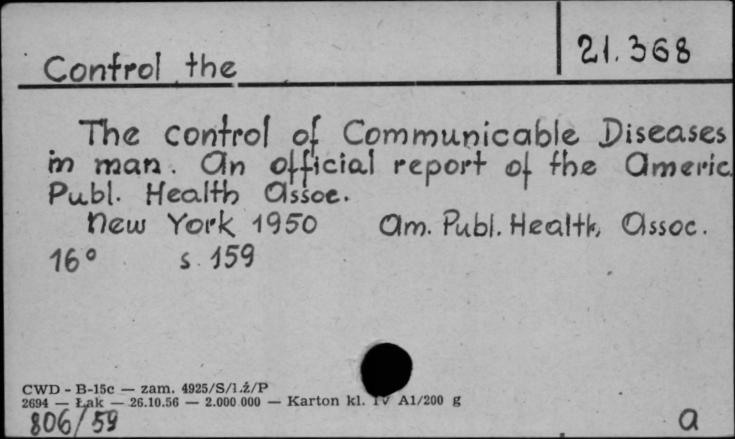 21.368
Control the
The control of Communicable Diseases
in man. An official report of the Americ.
Publ. Health Assoc.
New York 1950 Am. Publ. Health, Assoc.
16° s. 159
CWD - B-15c — zam. 4925/S/1.ż/P
2694 — Łąk — 26.10.56 — 2.000 000 — Karton kl. IV A1/200 g
806/59
a